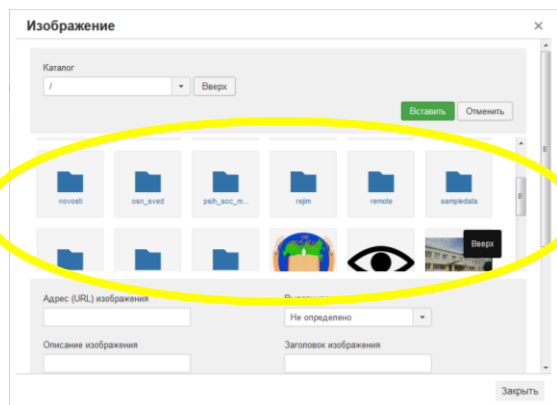 Изображение
×
Каталог
/
Вверх
Вставить Отменить
novosti osn_sved psih_soc_m... rejim remote sampledata
Вверх
Адрес (URL) изображения
Не определено
Описание изображения Заголовок изображения
Закрыть